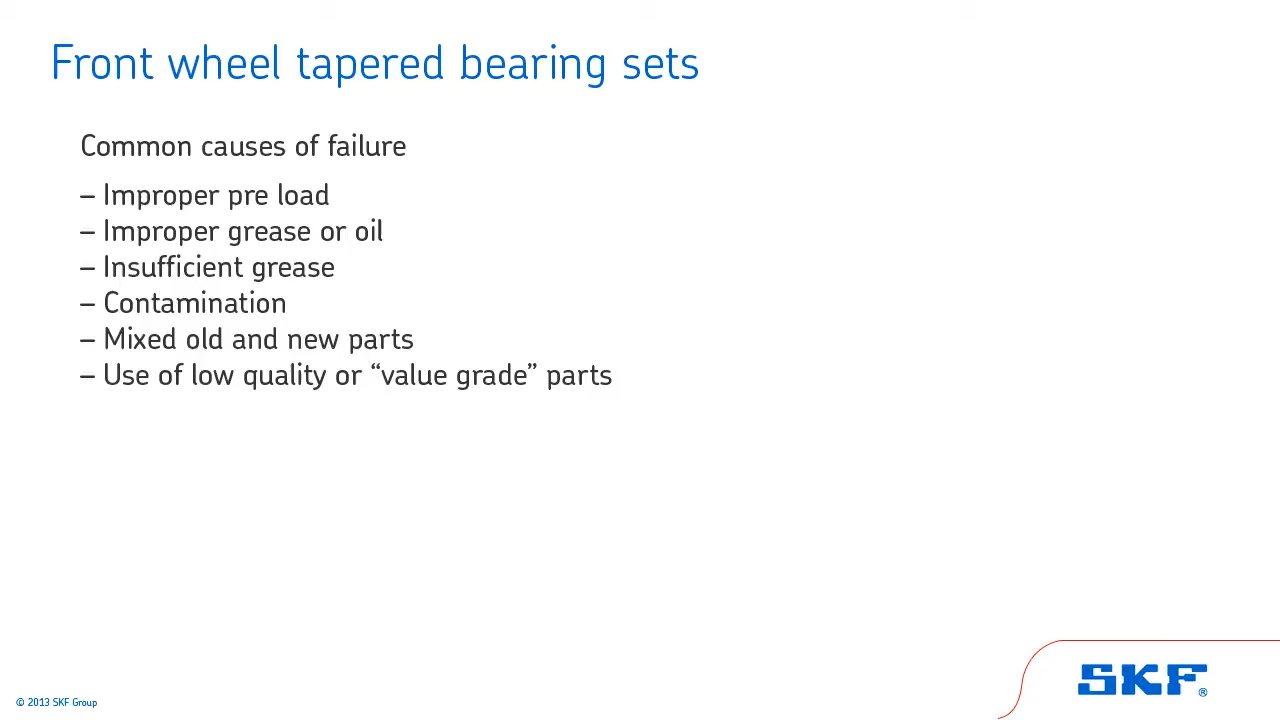 Front wheel tapered bearing sets
Common causes of failure
– Improper pre load
– Improper grease or oil
– Insufficient grease
– Contamination
– Mixed old and new parts
– Use of low quality or “value grade” parts
© 2013 SKF Group
SKF®